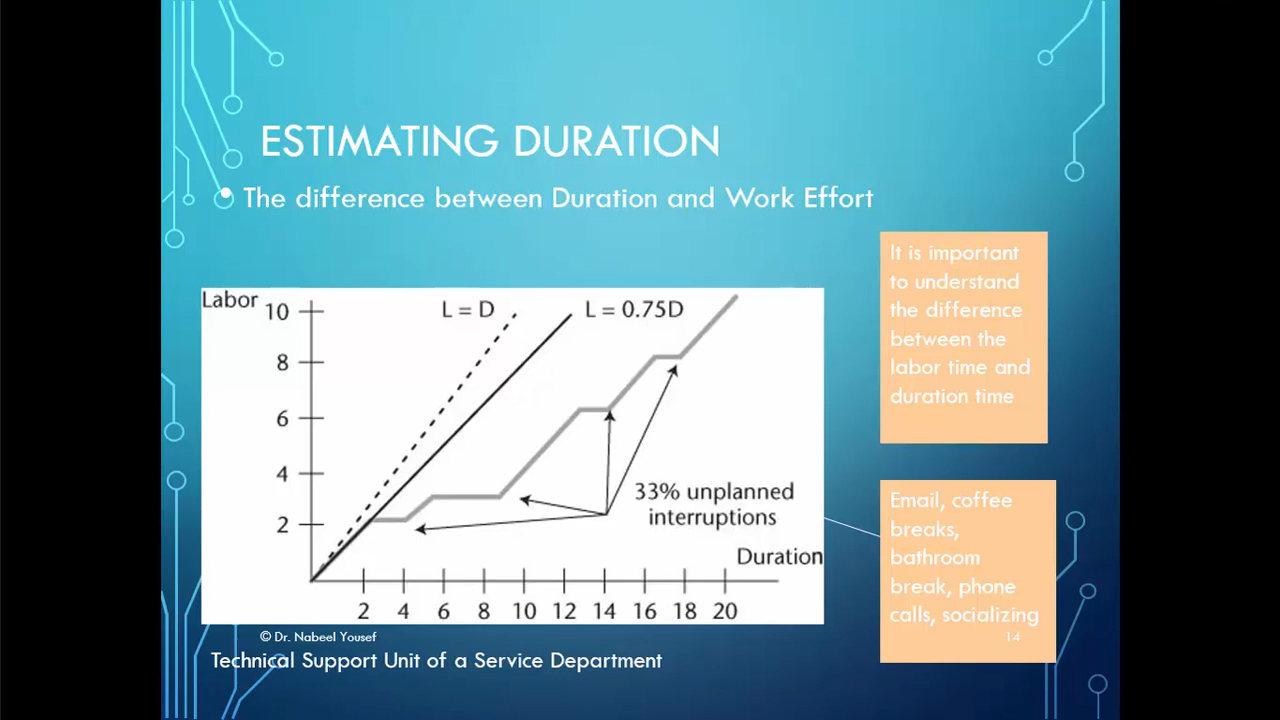 ESTIMATING DURATION
• The difference between Duration and Work Effort
It is important
to understand
the difference
between the
labor time and
duration time
Labor
L = D
L = 0.75D
10
8
6
4
2
33% unplanned
interruptions
Duration
2 4 6 8 10 12 14 16 18 20
Email, coffee
breaks,
bathroom
break, phone
calls, socializing
14
© Dr. Nabeel Yousef
Technical Support Unit of a Service Department